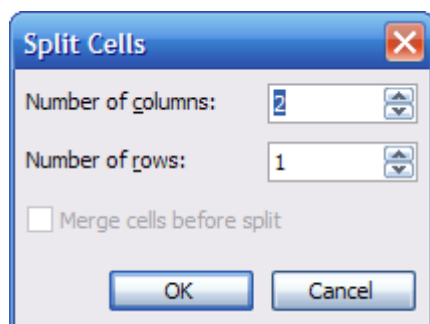 Split Cells
Number of columns: 2
Number of rows: 1
Merge cells before split
OK Cancel